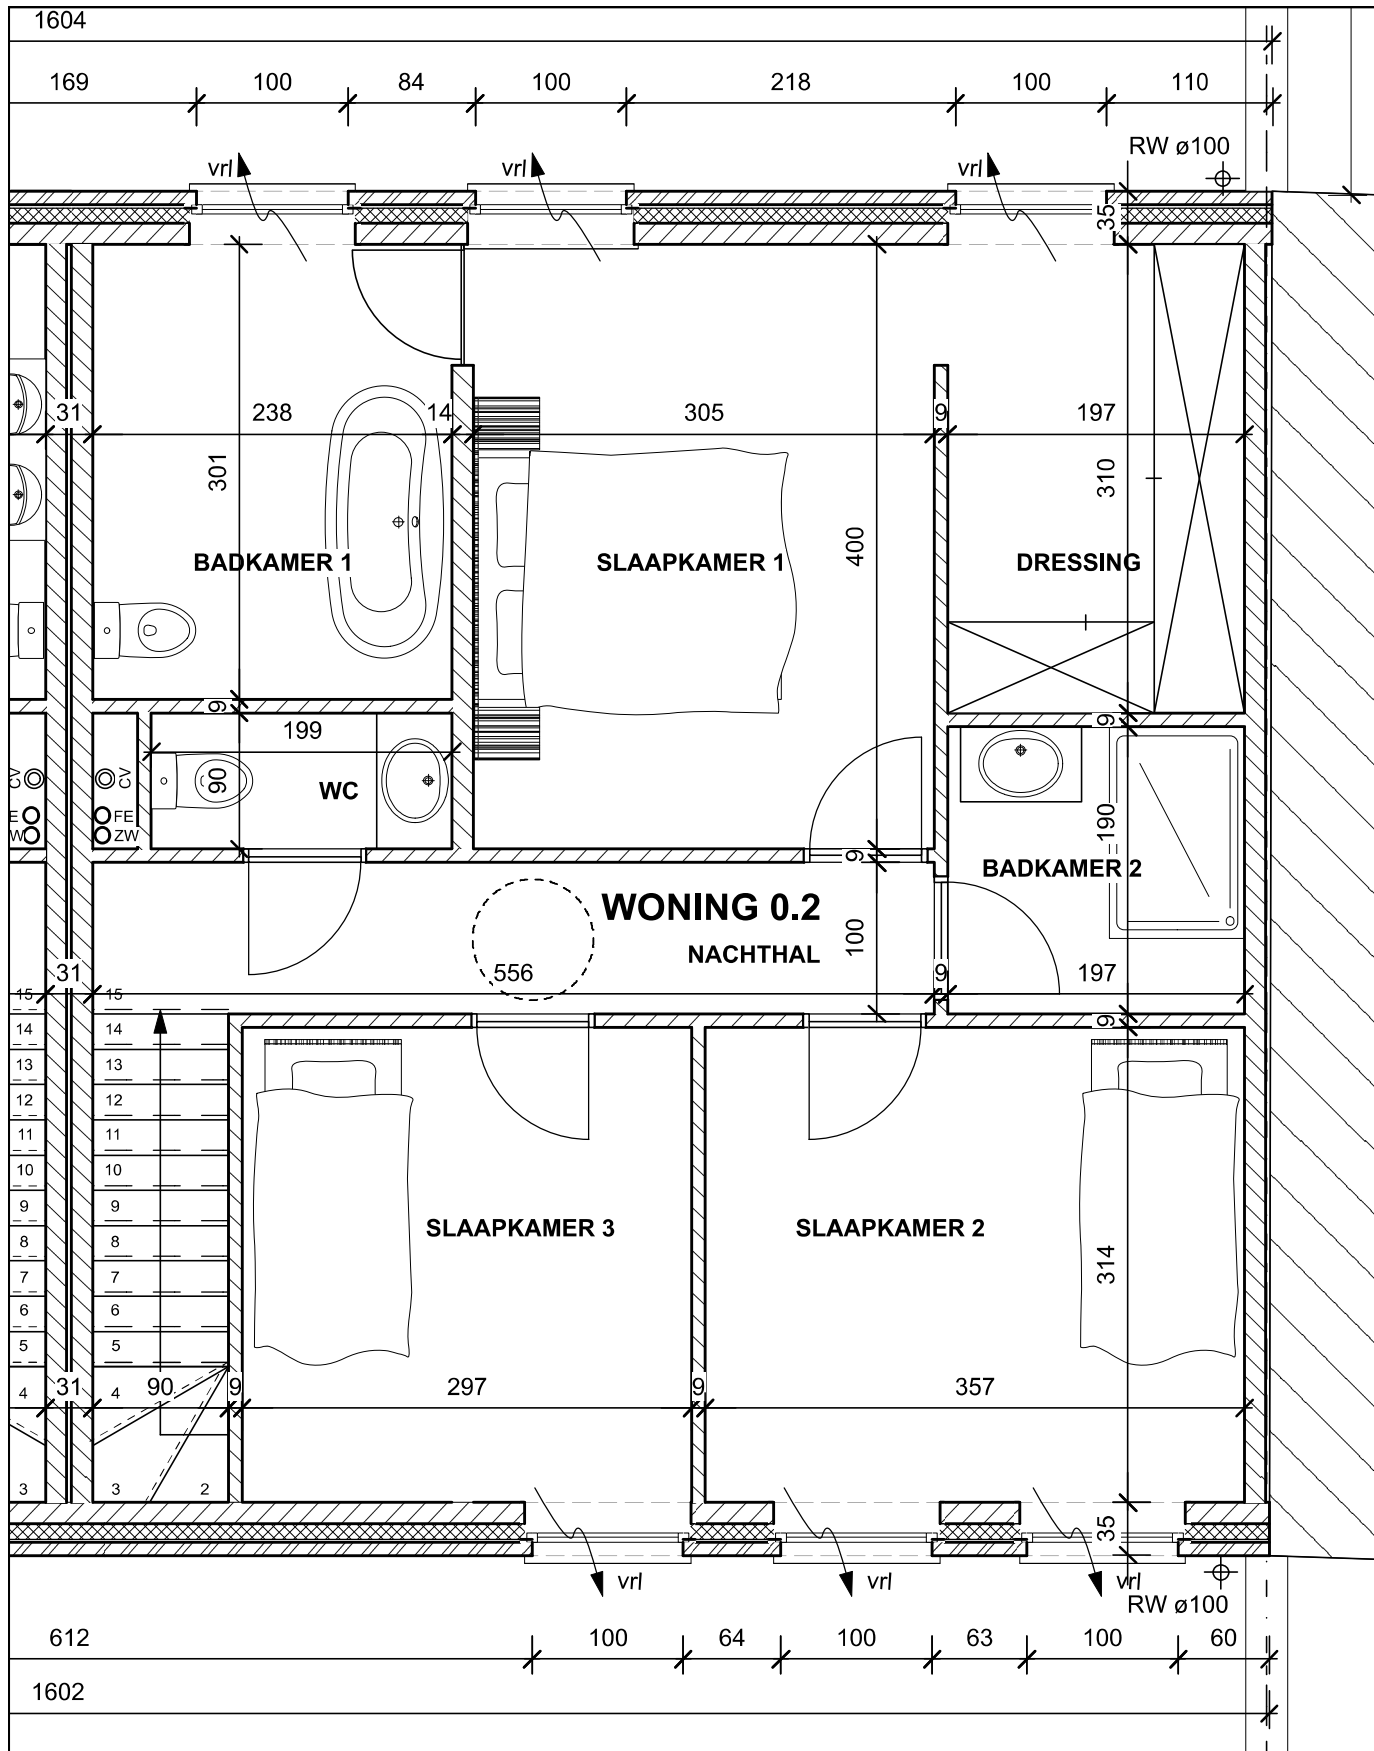 1604
169 100 84 100 218 100 110
RW ø100
vrl vrl vrl
35
31 238 14 305 9 197
301 400 310
BADKAMER 1 SLAAPKAMER 1 DRESSING
9 9
199
WC
90 190
CV CV
FE
ZW
E
W
9
BADKAMER 2
WONING 0.2
NACHTHAL
100
31 556 9 197
15 15
9
14 14
13 13
12 12
11 11
10 10
9 9
SLAAPKAMER 3 SLAAPKAMER 2
8 8
314
7 7
6 6
5 5
4 31 4 90 9 297 9 357
3 3 2
35
vrl vrl vrl
RW ø100
612 100 64 100 63 100 60
1602